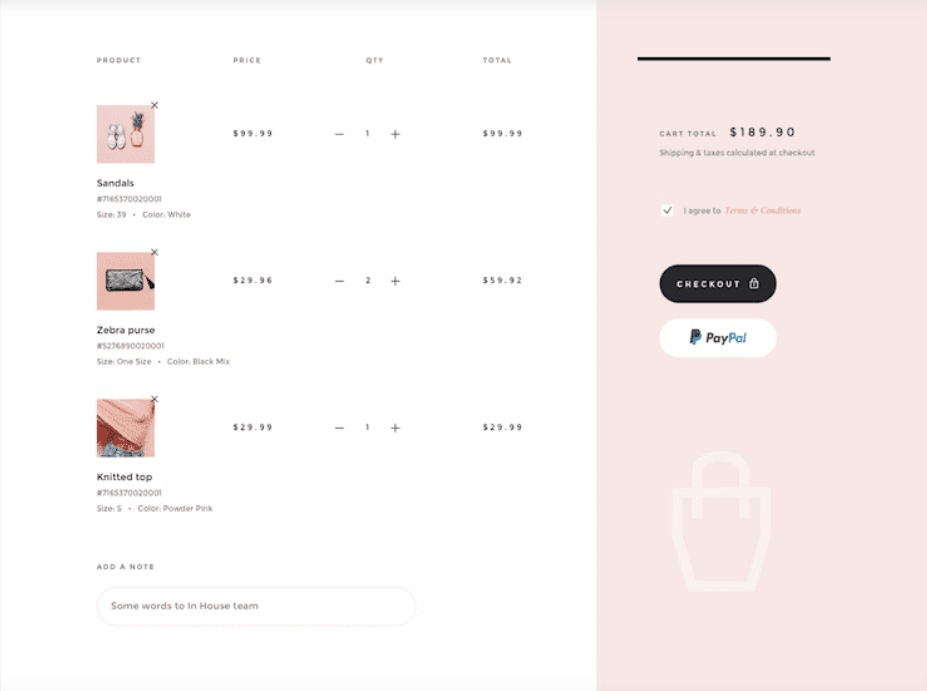 PRODUCT PRICE QTY TOTAL
$99.99 — 1 + $99.99
Sandals
#7165370020001
Size: 39 • Color: White
$29.96 — 2 + $59.92
Zebra purse
#5276890020001
Size: One Size • Color: Black Mix
$29.99 — 1 + $29.99
Knitted top
#7165370020001
Size: S • Color: Powder Pink
ADD A NOTE
Some words to In House team
CART TOTAL $189.90
Shipping & taxes calculated at checkout
I agree to Terms & Conditions
CHECKOUT
PayPal